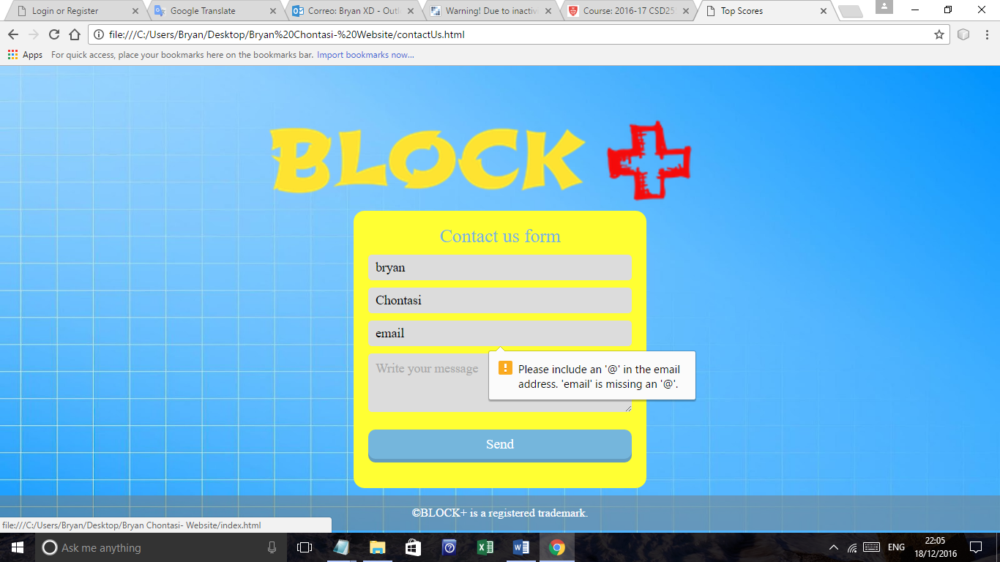 Login or Register
Google Translate
Correo: Bryan XD - Outl
Warning! Due to inactiv
Course: 2016-17 CSD25
Top Scores
file:///C:/Users/Bryan/Desktop/Bryan%20Chontasi-%20Website/contactUs.html
Apps
For quick access, place your bookmarks here on the bookmarks bar. Import bookmarks now...
BLOCK +
Contact us form
bryan
Chontasi
email
Write your message
Please include an '@' in the email
address. 'email' is missing an '@'.
Send
©BLOCK+ is a registered trademark.
file:///C:/Users/Bryan/Desktop/Bryan Chontasi- Website/index.html
Ask me anything
ENG
22:05
18/12/2016